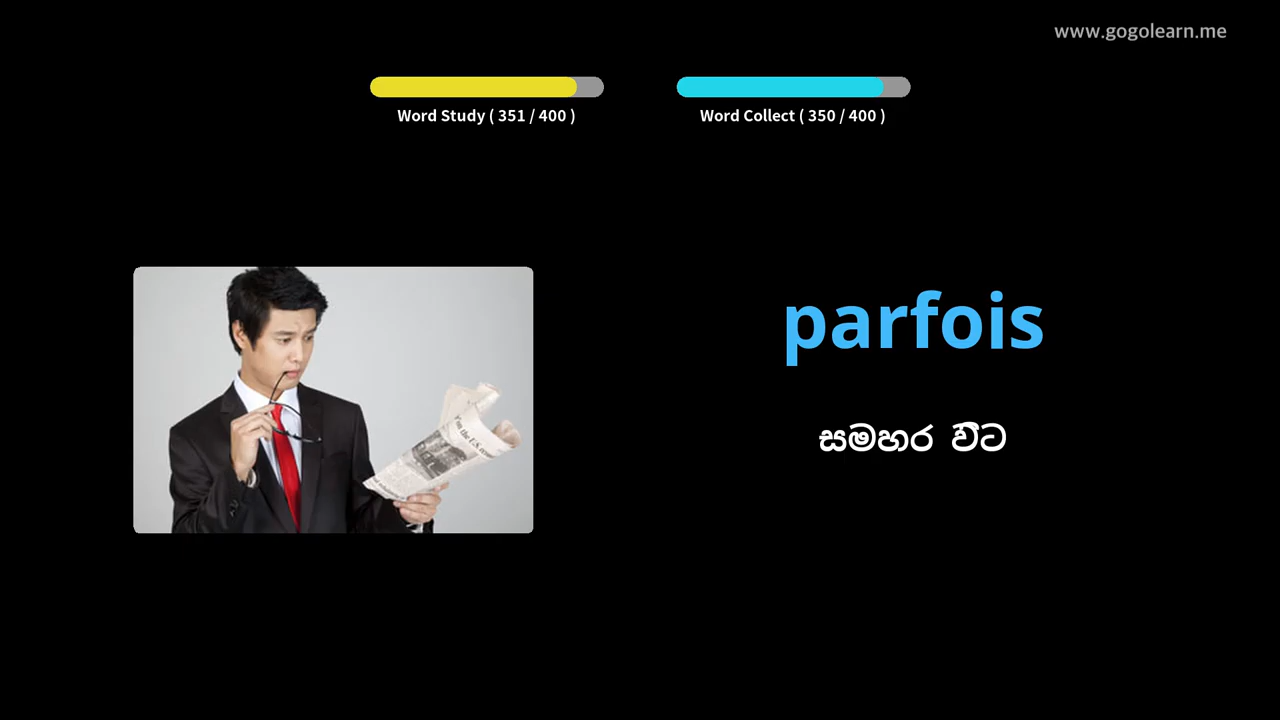 www.gogolearn.me
Word Study ( 351 / 400 )
Word Collect ( 350 / 400 )
parfois
සමහර විට